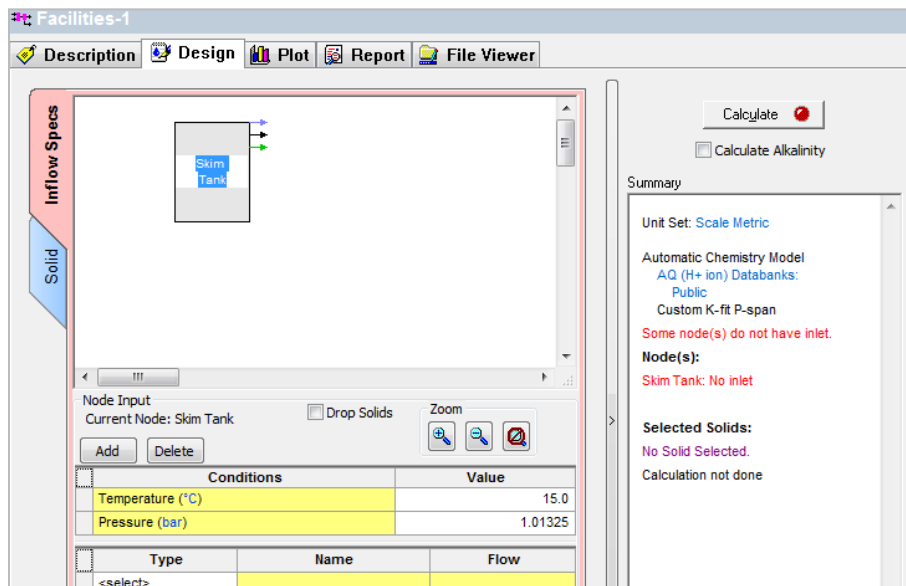 Facilities-1
Description Design Plot Report File Viewer
Inflow Specs
Solid
Skim
Tank
Node Input
Current Node: Skim Tank
Drop Solids
Zoom
Add Delete
Conditions Value
Temperature (°C) 15.0
Pressure (bar) 1.01325
Type Name Flow
<select>
Calculate
Calculate Alkalinity
Summary
Unit Set: Scale Metric
Automatic Chemistry Model
AQ (H+ ion) Databanks:
Public
Custom K-fit P-span
Some node(s) do not have inlet.
Node(s):
Skim Tank: No inlet
Selected Solids:
No Solid Selected.
Calculation not done